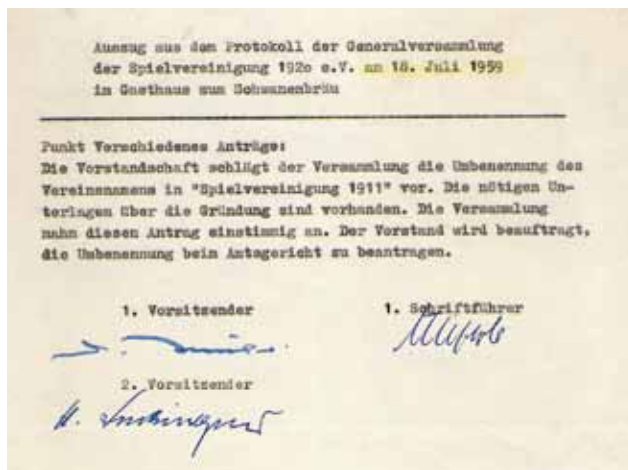 Auszug aus dem Protokoll der Generalversammlung
der Spielvereinigung 192o e.V. am 18. Juli 1959
im Gasthaus zum Schwanenbräu
Punkt Verschiedenes Anträge:
Die Vorstandschaft schlägt der Versammlung die Umbenennung des
Vereinsnamens in "Spielvereinigung 1911" vor. Die nötigen Un-
terlagen über die Gründung sind vorhanden. Die Versammlung
nahm diesen Antrag einstimmig an. Der Vorstand wird beauftragt,
die Umbenennung beim Amtsgericht zu beantragen.
1. Vorsitzender
1. Schriftführer
2. Vorsitzender